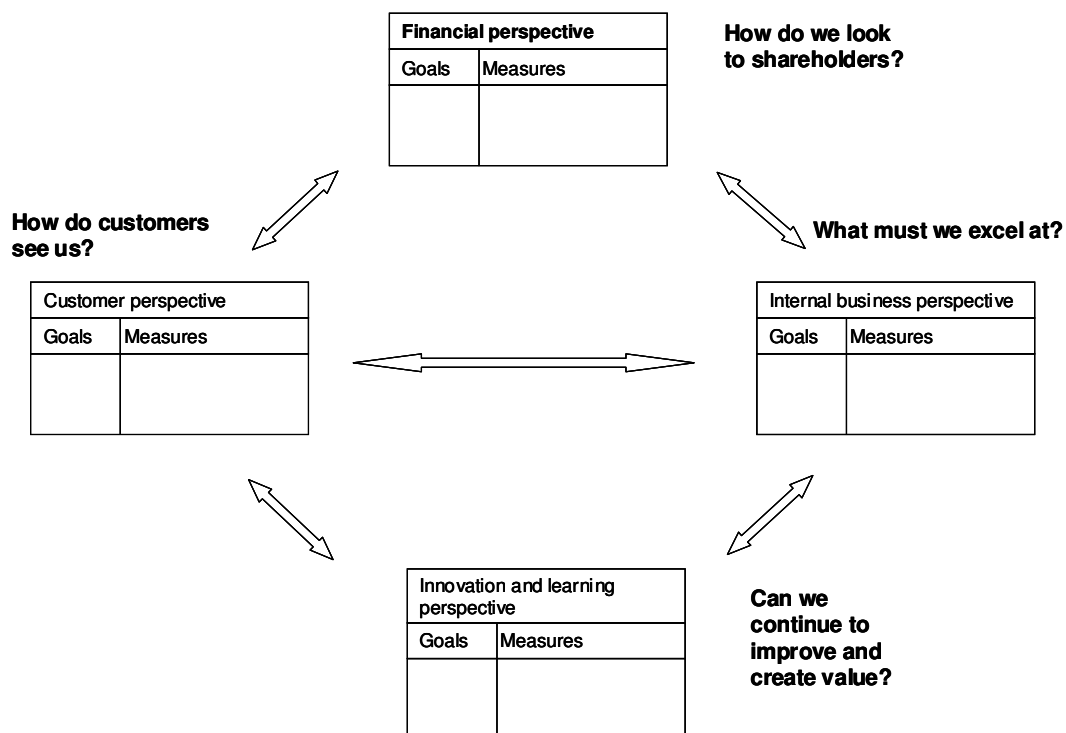 Financial perspective
Goals Measures
How do we look
to shareholders?
How do customers
see us?
What must we excel at?
Customer perspective
Goals Measures
Internal business perspective
Goals Measures
Innovation and learning
perspective
Goals Measures
Can we
continue to
improve and
create value?